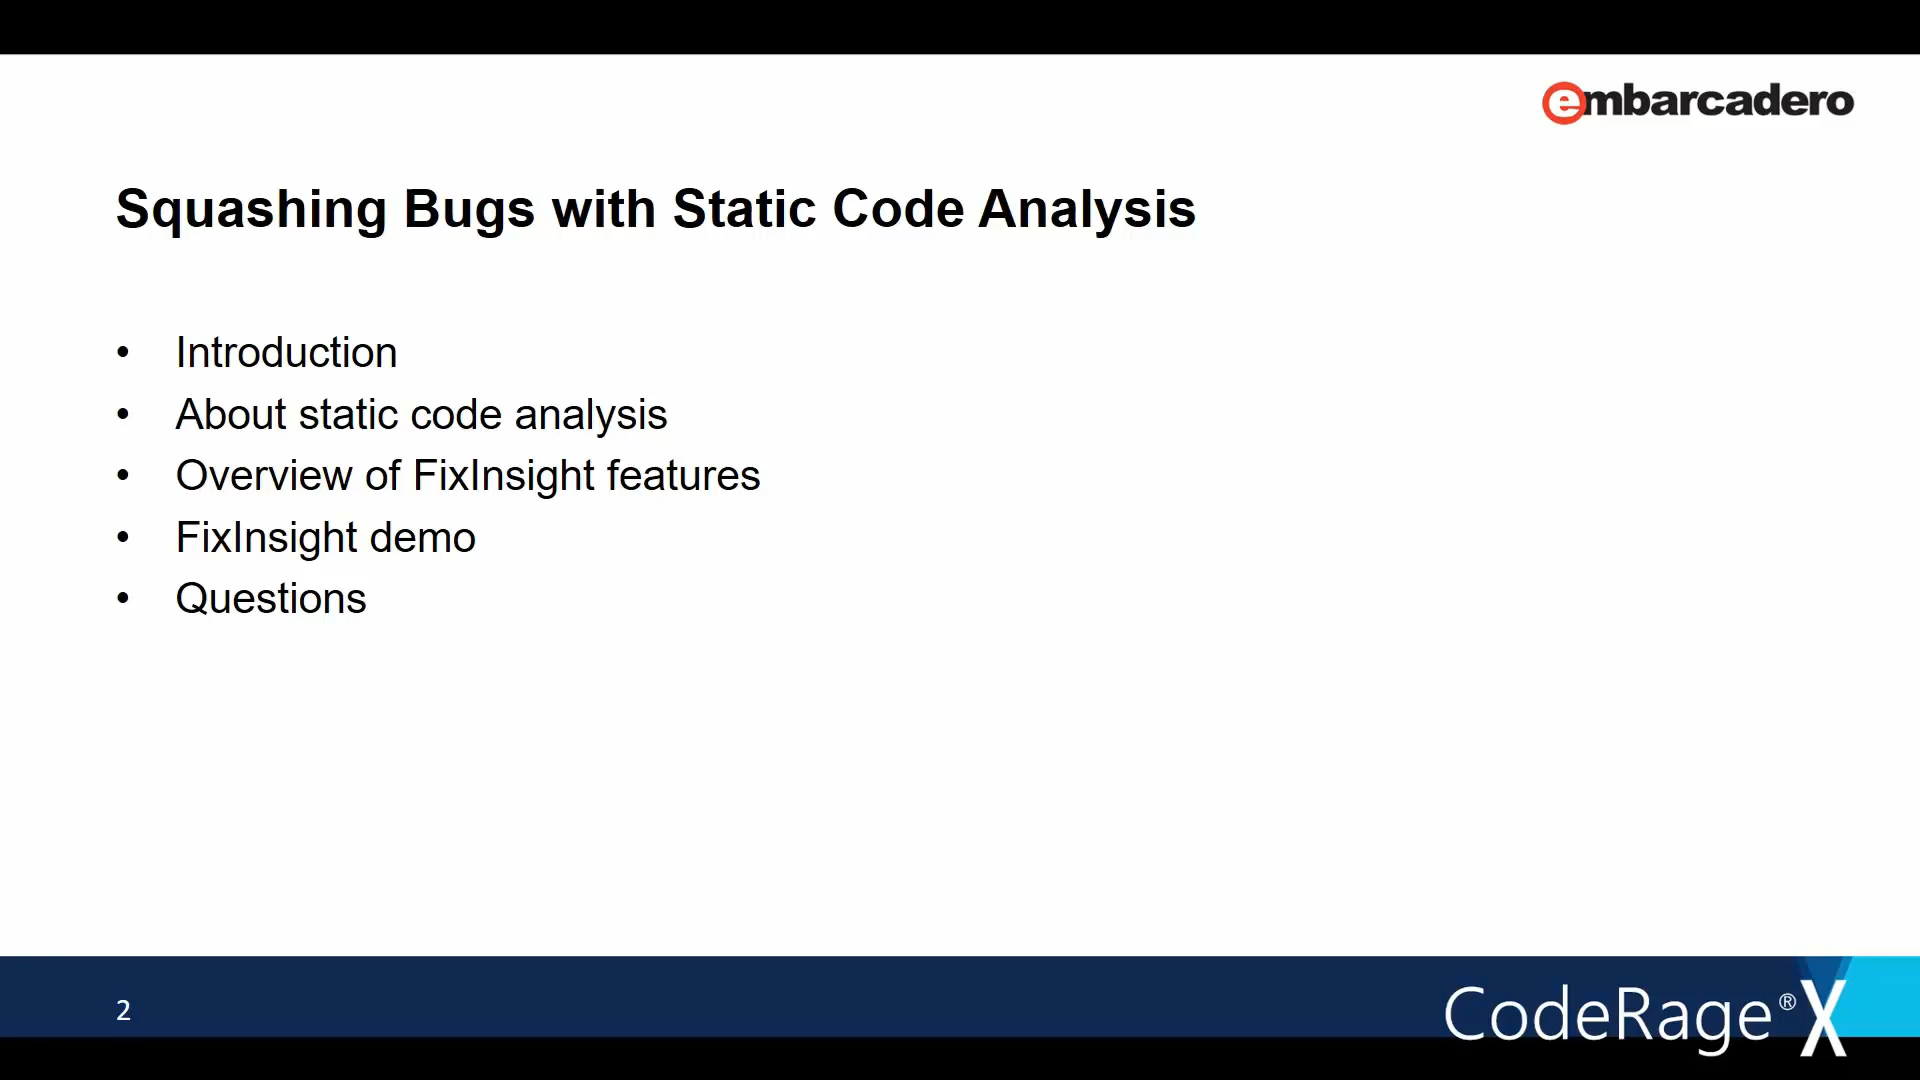 embarcadero
Squashing Bugs with Static Code Analysis
• Introduction
• About static code analysis
• Overview of FixInsight features
• FixInsight demo
• Questions
2
CodeRage® X